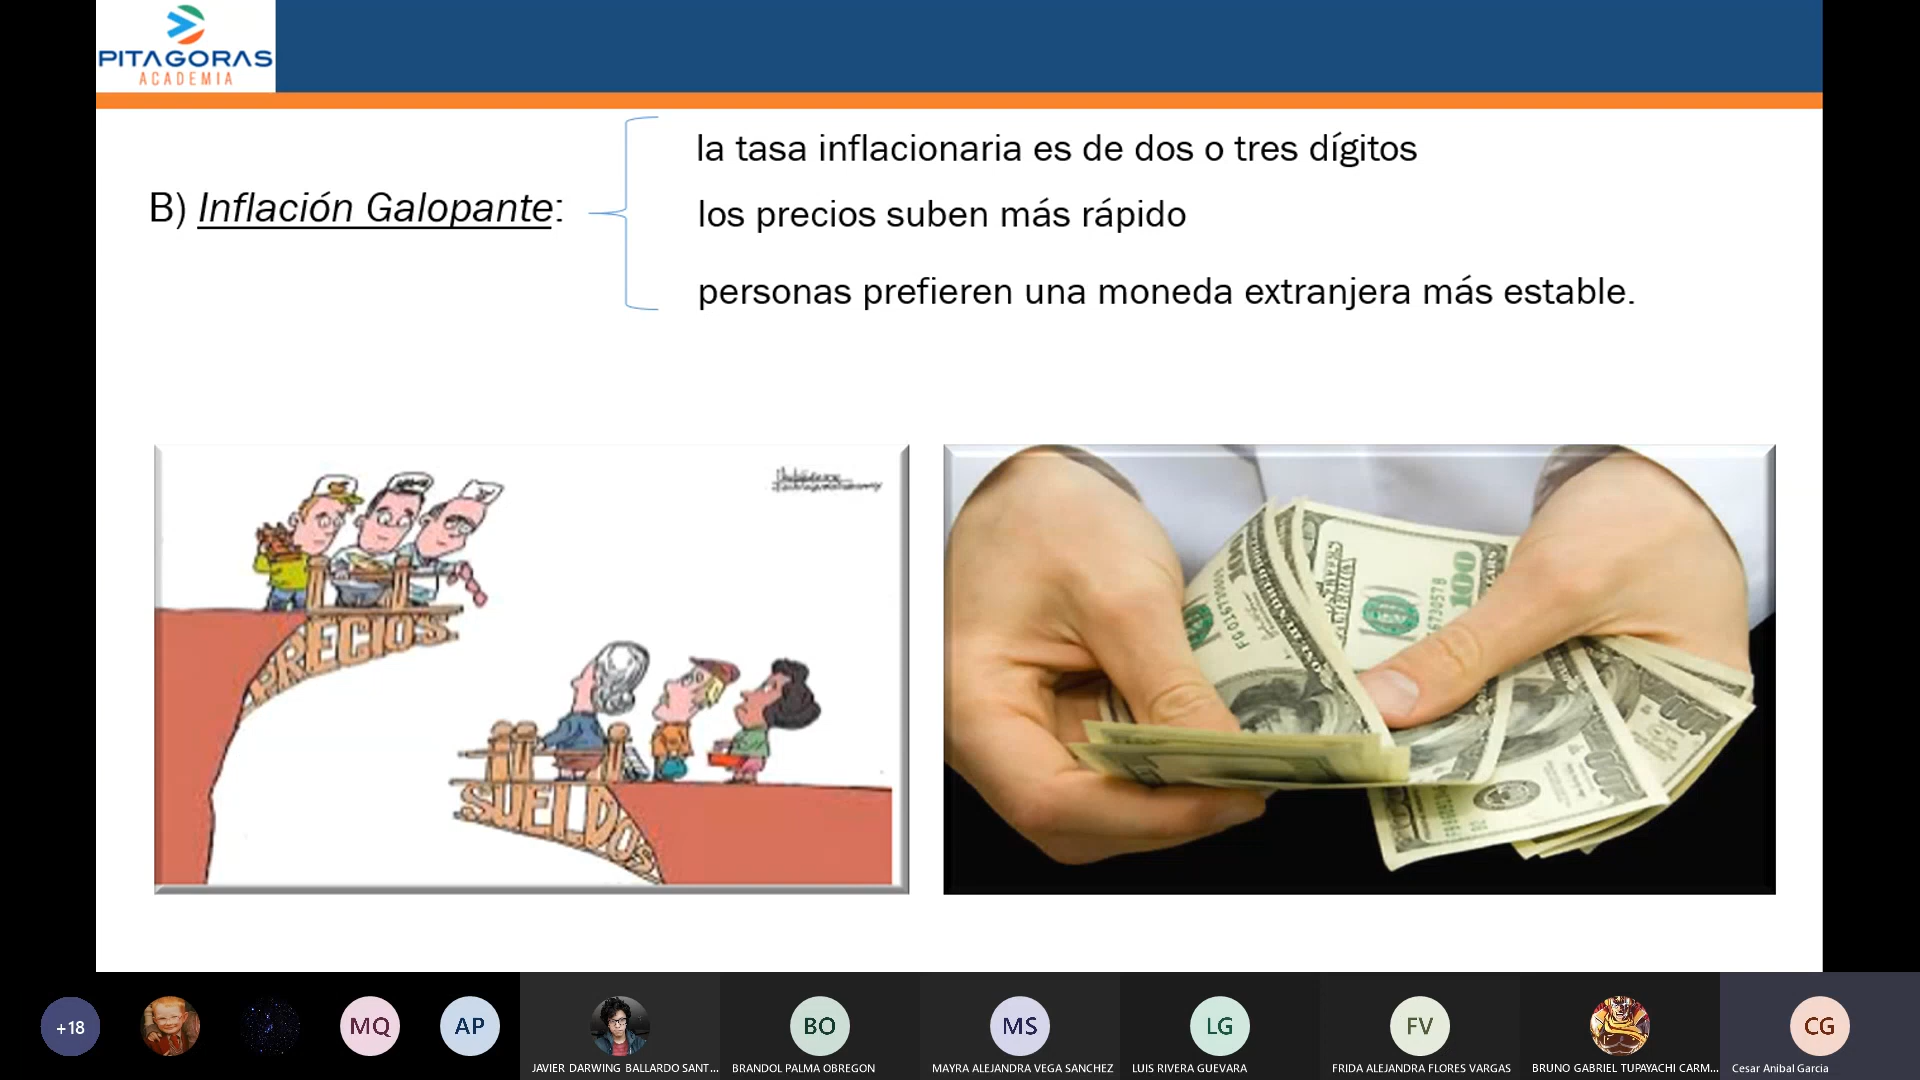 PITAGORAS
ACADEMIA
la tasa inflacionaria es de dos o tres dígitos
B) Inflación Galopante:
los precios suben más rápido
personas prefieren una moneda extranjera más estable.
PRECIOS
SUELDOS
100
+18
MQ
AP
BO
MS
LG
FV
CG
JAVIER DARWING BALLARDO SANT...
BRANDOL PALMA OBREGON
MAYRA ALEJANDRA VEGA SANCHEZ
LUIS RIVERA GUEVARA
FRIDA ALEJANDRA FLORES VARGAS
BRUNO GABRIEL TUPAYACHI CARM...
Cesar Anibal Garcia